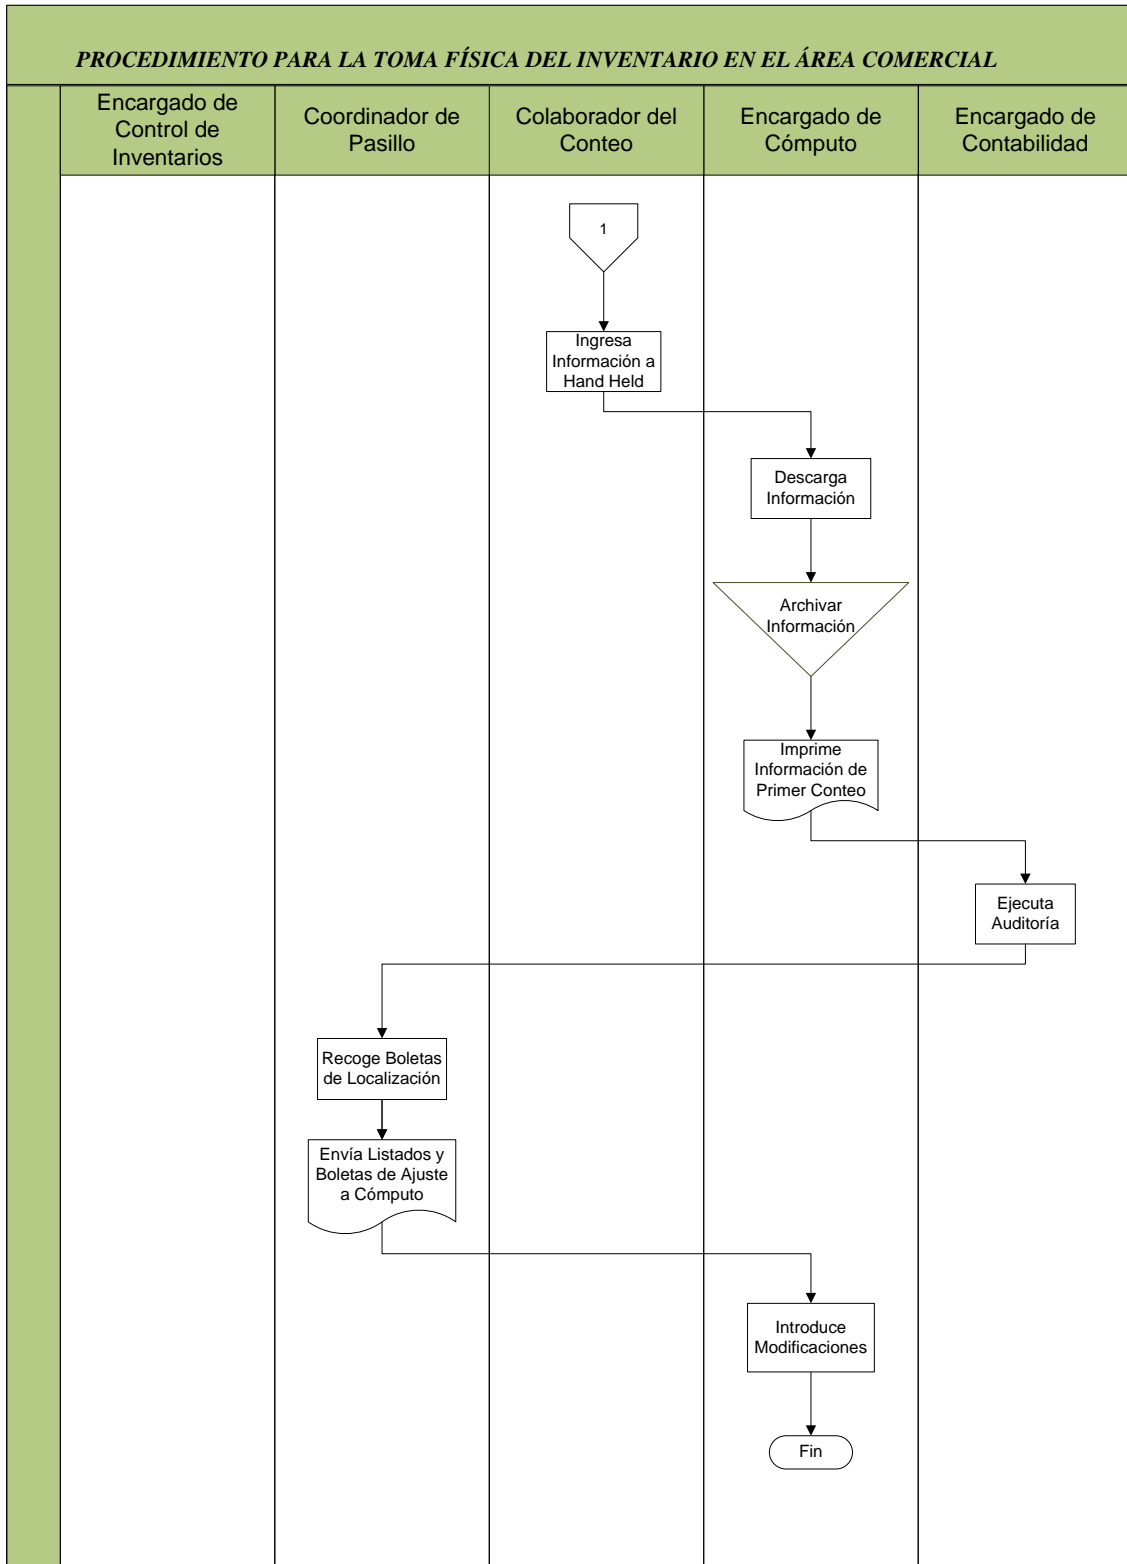 PROCEDIMIENTO PARA LA TOMA FÍSICA DEL INVENTARIO EN EL ÁREA COMERCIAL
Encargado de
Control de
Inventarios
Coordinador de
Pasillo
Colaborador del
Conteo
Encargado de
Cómputo
Encargado de
Contabilidad
1
Ingresa
Información a
Hand Held
Descarga
Información
Archivar
Información
Imprime
Información de
Primer Conteo
Ejecuta
Auditoría
Recoge Boletas
de Localización
Envía Listados y
Boletas de Ajuste
a Cómputo
Introduce
Modificaciones
Fin